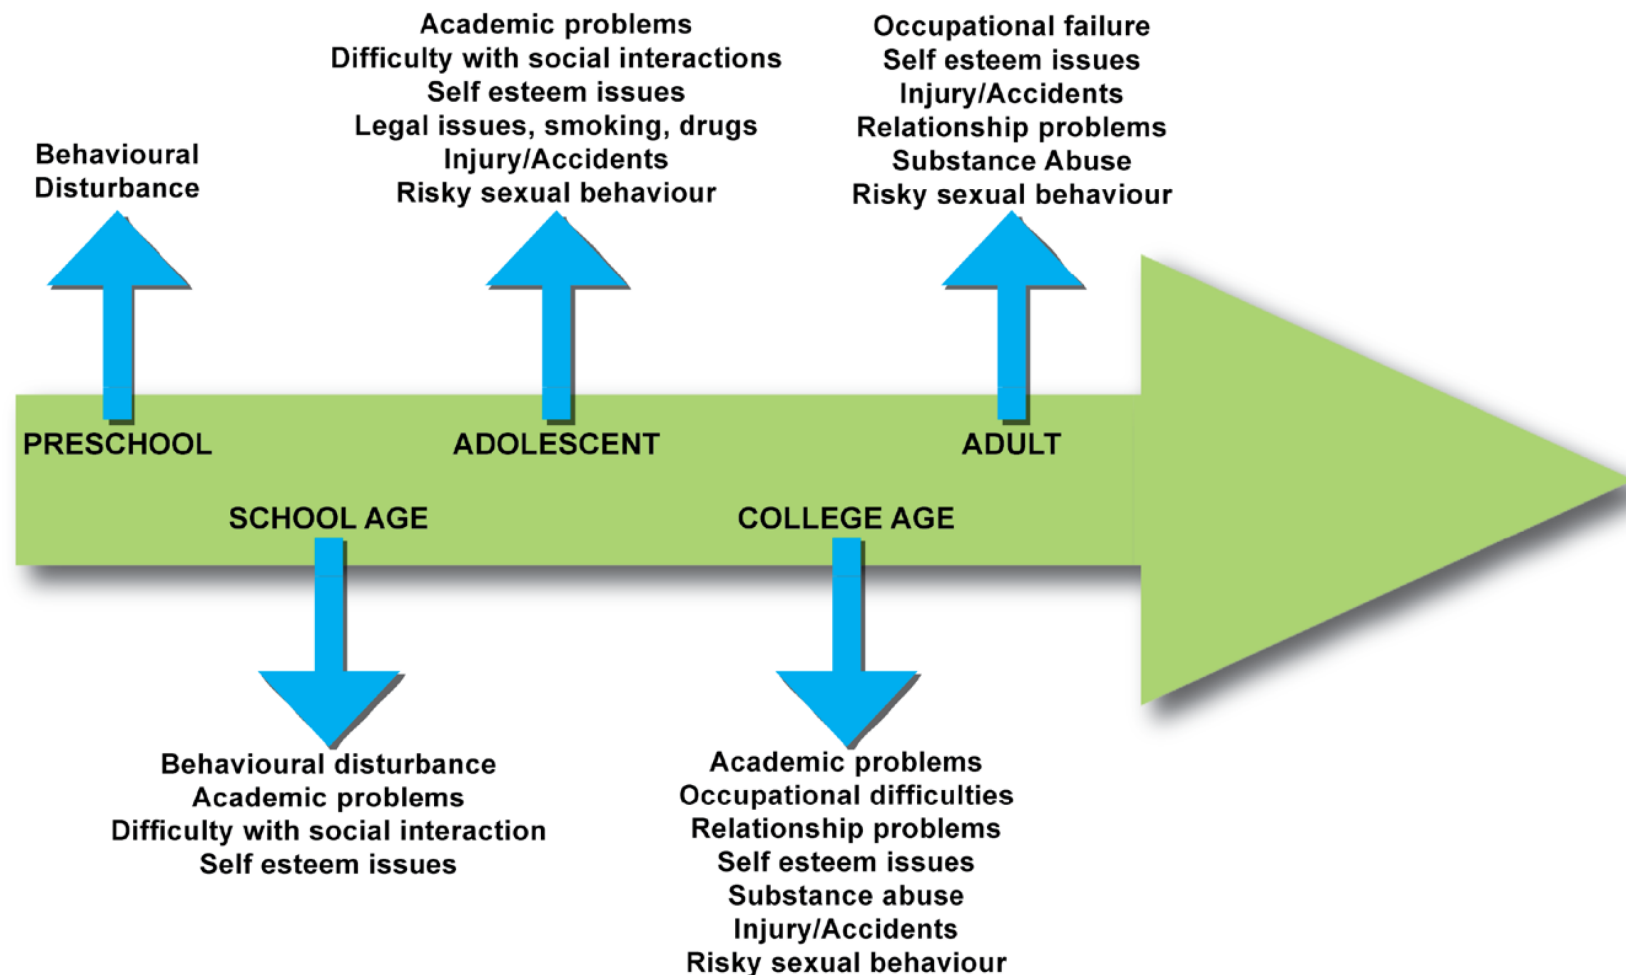 Behavioural
Disturbance
PRESCHOOL
Behavioural disturbance
Academic problems
Difficulty with social interaction
Self esteem issues
SCHOOL AGE
Academic problems
Difficulty with social interactions
Self esteem issues
Legal issues, smoking, drugs
Injury/Accidents
Risky sexual behaviour
ADOLESCENT
COLLEGE AGE
Academic problems
Occupational difficulties
Relationship problems
Self esteem issues
Substance abuse
Injury/Accidents
Risky sexual behaviour
Occupational failure
Self esteem issues
Injury/Accidents
Relationship problems
Substance Abuse
Risky sexual behaviour
ADULT